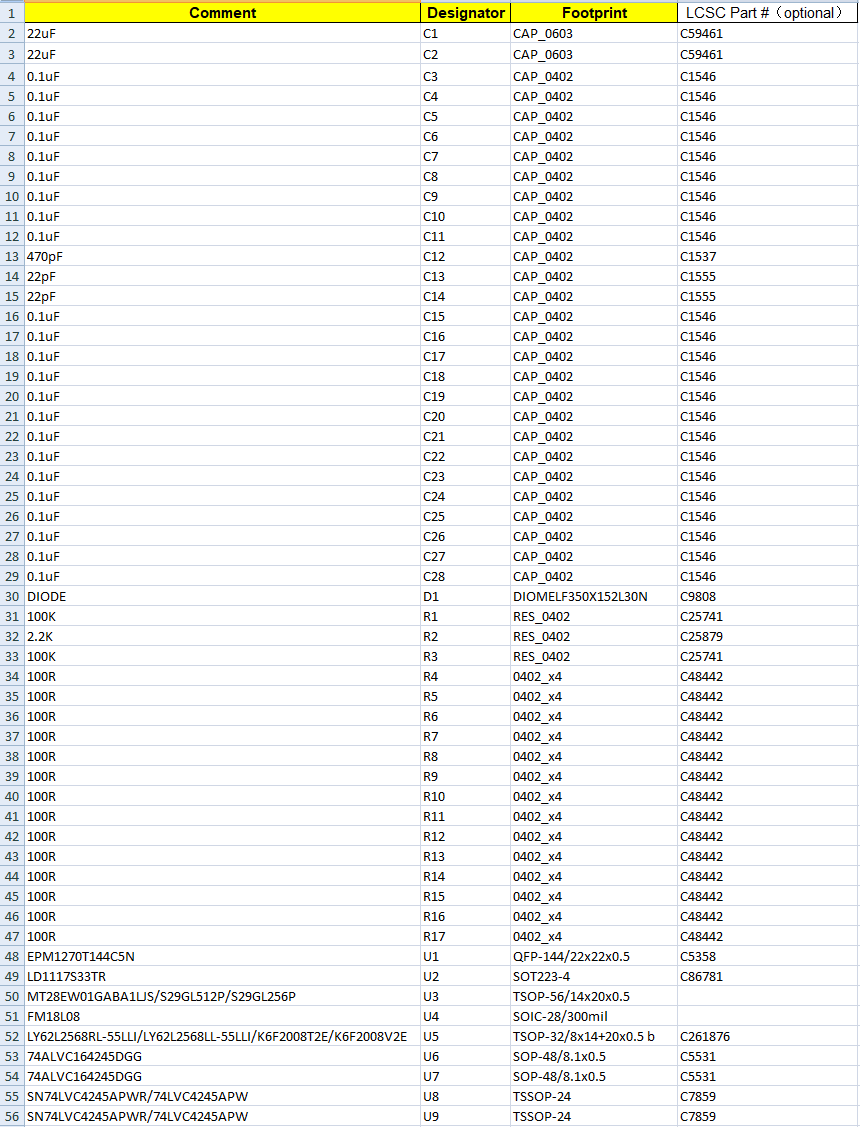 1 Comment Designator Footprint LCSC Part #（optional）
2 22uF C1 CAP_0603 C59461
3 22uF C2 CAP_0603 C59461
4 0.1uF C3 CAP_0402 C1546
5 0.1uF C4 CAP_0402 C1546
6 0.1uF C5 CAP_0402 C1546
7 0.1uF C6 CAP_0402 C1546
8 0.1uF C7 CAP_0402 C1546
9 0.1uF C8 CAP_0402 C1546
10 0.1uF C9 CAP_0402 C1546
11 0.1uF C10 CAP_0402 C1546
12 0.1uF C11 CAP_0402 C1546
13 470pF C12 CAP_0402 C1537
14 22pF C13 CAP_0402 C1555
15 22pF C14 CAP_0402 C1555
16 0.1uF C15 CAP_0402 C1546
17 0.1uF C16 CAP_0402 C1546
18 0.1uF C17 CAP_0402 C1546
19 0.1uF C18 CAP_0402 C1546
20 0.1uF C19 CAP_0402 C1546
21 0.1uF C20 CAP_0402 C1546
22 0.1uF C21 CAP_0402 C1546
23 0.1uF C22 CAP_0402 C1546
24 0.1uF C23 CAP_0402 C1546
25 0.1uF C24 CAP_0402 C1546
26 0.1uF C25 CAP_0402 C1546
27 0.1uF C26 CAP_0402 C1546
28 0.1uF C27 CAP_0402 C1546
29 0.1uF C28 CAP_0402 C1546
30 DIODE D1 DIOMELF350X152L30N C9808
31 100K R1 RES_0402 C25741
32 2.2K R2 RES_0402 C25879
33 100K R3 RES_0402 C25741
34 100R R4 0402_x4 C48442
35 100R R5 0402_x4 C48442
36 100R R6 0402_x4 C48442
37 100R R7 0402_x4 C48442
38 100R R8 0402_x4 C48442
39 100R R9 0402_x4 C48442
40 100R R10 0402_x4 C48442
41 100R R11 0402_x4 C48442
42 100R R12 0402_x4 C48442
43 100R R13 0402_x4 C48442
44 100R R14 0402_x4 C48442
45 100R R15 0402_x4 C48442
46 100R R16 0402_x4 C48442
47 100R R17 0402_x4 C48442
48 EPM1270T144C5N U1 QFP-144/22x22x0.5 C5358
49 LD1117S33TR U2 SOT223-4 C86781
50 MT28EW01GABA1LJS/S29GL512P/S29GL256P U3 TSOP-56/14x20x0.5
51 FM18L08 U4 SOIC-28/300mil
52 LY62L2568RL-55LLI/LY62L2568LL-55LLI/K6F2008T2E/K6F2008V2E U5 TSOP-32/8x14+20x0.5 b C261876
53 74ALVC164245DGG U6 SOP-48/8.1x0.5 C5531
54 74ALVC164245DGG U7 SOP-48/8.1x0.5 C5531
55 SN74LVC4245APWR/74LVC4245APW U8 TSSOP-24 C7859
56 SN74LVC4245APWR/74LVC4245APW U9 TSSOP-24 C7859